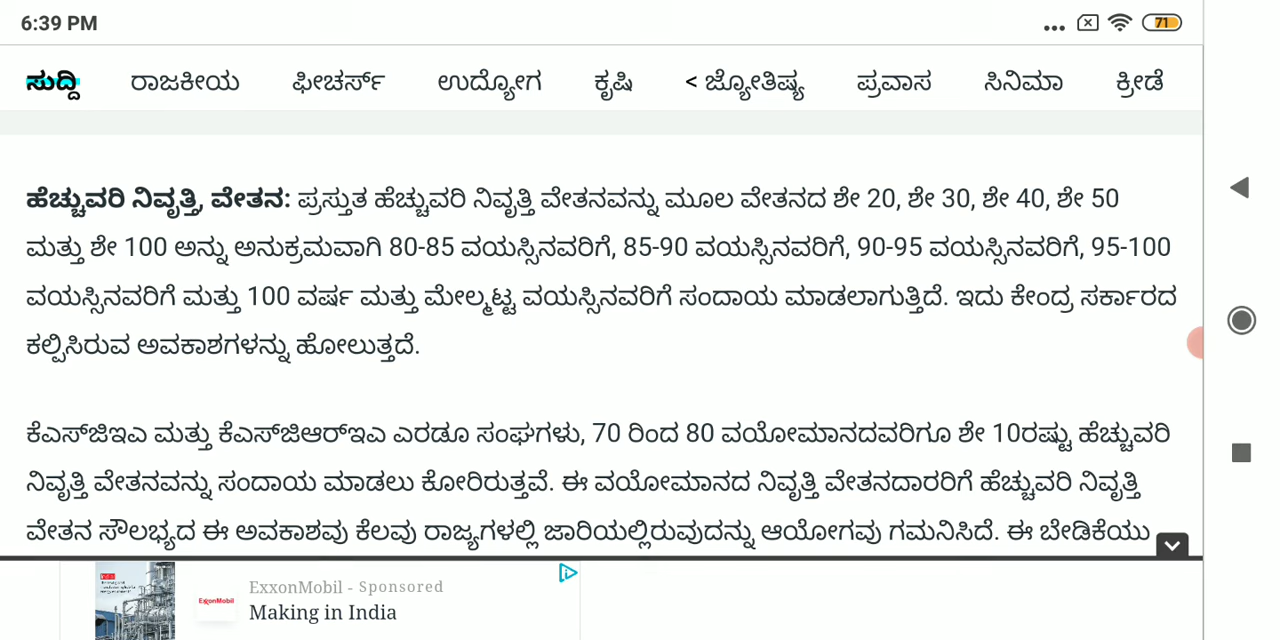 6:39 PM
71
ಸುದ್ದಿ ರಾಜಕೀಯ ಫೀಚರ್ಸ್ ಉದ್ಯೋಗ ಕೃಷಿ < ಜ್ಯೋತಿಷ್ಯ ಪ್ರವಾಸ ಸಿನಿಮಾ ಕ್ರೀಡೆ
ಹೆಚ್ಚುವರಿ ನಿವೃತ್ತಿ ವೇತನ: ಪ್ರಸ್ತುತ ಹೆಚ್ಚುವರಿ ನಿವೃತ್ತಿ ವೇತನವನ್ನು ಮೂಲ ವೇತನದ ಶೇ 20, ಶೇ 30, ಶೇ 40, ಶೇ 50
ಮತ್ತು ಶೇ 100 ಅನ್ನು ಅನುಕ್ರಮವಾಗಿ 80-85 ವಯಸ್ಸಿನವರಿಗೆ, 85-90 ವಯಸ್ಸಿನವರಿಗೆ, 90-95 ವಯಸ್ಸಿನವರಿಗೆ, 95-100
ವಯಸ್ಸಿನವರಿಗೆ ಮತ್ತು 100 ವರ್ಷ ಮತ್ತು ಮೇಲ್ಮಟ್ಟ ವಯಸ್ಸಿನವರಿಗೆ ಸಂದಾಯ ಮಾಡಲಾಗುತ್ತಿದೆ. ಇದು ಕೇಂದ್ರ ಸರ್ಕಾರದ
ಕಲ್ಪಿಸಿರುವ ಅವಕಾಶಗಳನ್ನು ಹೋಲುತ್ತದೆ.
ಕೆಎಸ್‌ಜಿಇಎ ಮತ್ತು ಕೆಎಸ್‌ಜಿಆರ್‌ಇಎ ಎರಡೂ ಸಂಘಗಳು, 70 ರಿಂದ 80 ವಯೋಮಾನದವರಿಗೂ ಶೇ 10ರಷ್ಟು ಹೆಚ್ಚುವರಿ
ನಿವೃತ್ತಿ ವೇತನವನ್ನು ಸಂದಾಯ ಮಾಡಲು ಕೋರಿರುತ್ತವೆ. ಈ ವಯೋಮಾನದ ನಿವೃತ್ತಿ ವೇತನದಾರರಿಗೆ ಹೆಚ್ಚುವರಿ ನಿವೃತ್ತಿ
ವೇತನ ಸೌಲಭ್ಯದ ಈ ಅವಕಾಶವು ಕೆಲವು ರಾಜ್ಯಗಳಲ್ಲಿ ಜಾರಿಯಲ್ಲಿರುವುದನ್ನು ಆಯೋಗವು ಗಮನಿಸಿದೆ. ಈ ಬೇಡಿಕೆಯು
ExxonMobil
ExxonMobil - Sponsored
Making in India